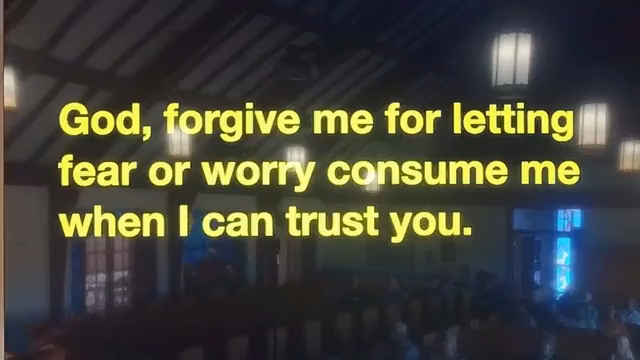 God, forgive me for letting
fear or worry consume me
when I can trust you.